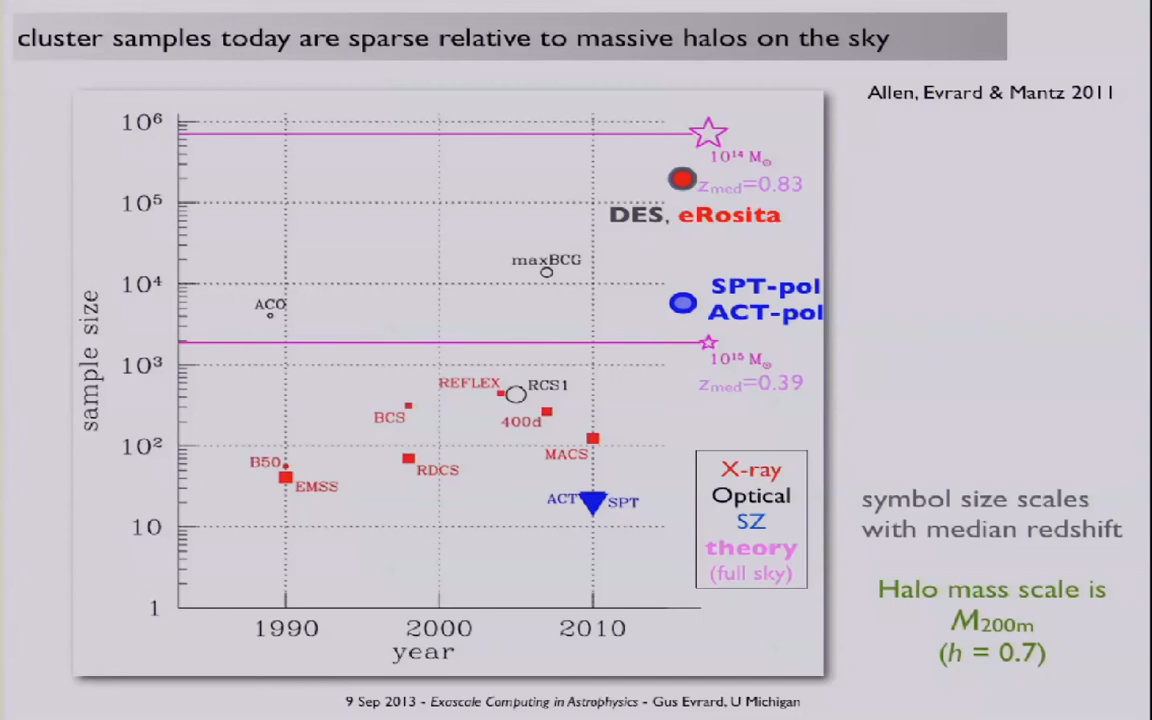 cluster samples today are sparse relative to massive halos on the sky
Allen, Evrard & Mantz 2011
10⁶
10⁵
10⁴
10³
10²
10
1
sample size
1990
2000
2010
year
10¹⁴ M☉
z_med=0.83
DES, eRosita
maxBCG
ACO
SPT-pol
ACT-pol
10¹⁵ M☉
z_med=0.39
REFLEX
RCS1
BCS
400d
MACS
B50
RDCS
EMSS
ACT
SPT
X-ray
Optical
SZ
theory
(full sky)
symbol size scales
with median redshift
Halo mass scale is
M200m
(h = 0.7)
9 Sep 2013 - Exascale Computing in Astrophysics - Gus Evrard, U Michigan